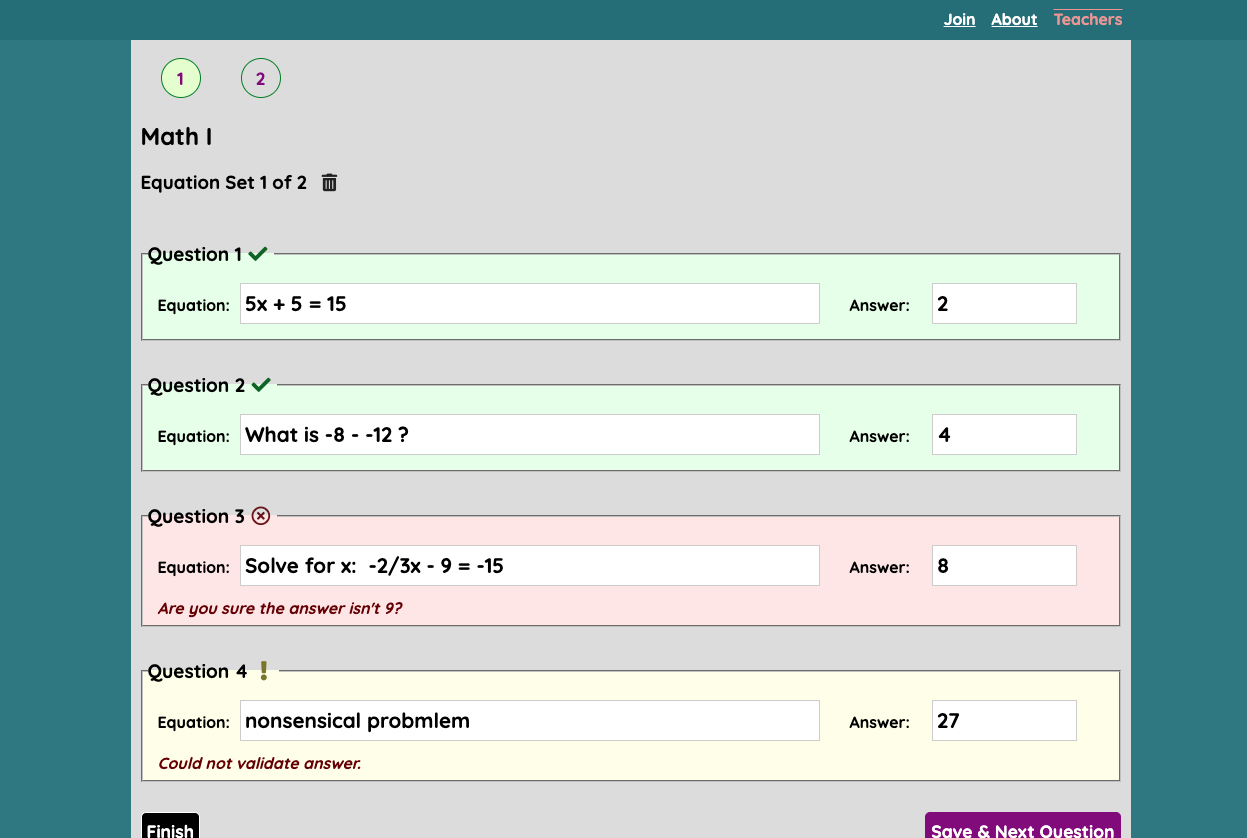 Join About Teachers
1 2
Math I
Equation Set 1 of 2
Question 1
Equation: 5x + 5 = 15 Answer: 2
Question 2
Equation: What is -8 - -12 ? Answer: 4
Question 3
Equation: Solve for x:  -2/3x - 9 = -15 Answer: 8
Are you sure the answer isn't 9?
Question 4
Equation: nonsensical probmlem Answer: 27
Could not validate answer.
Finish Save & Next Question